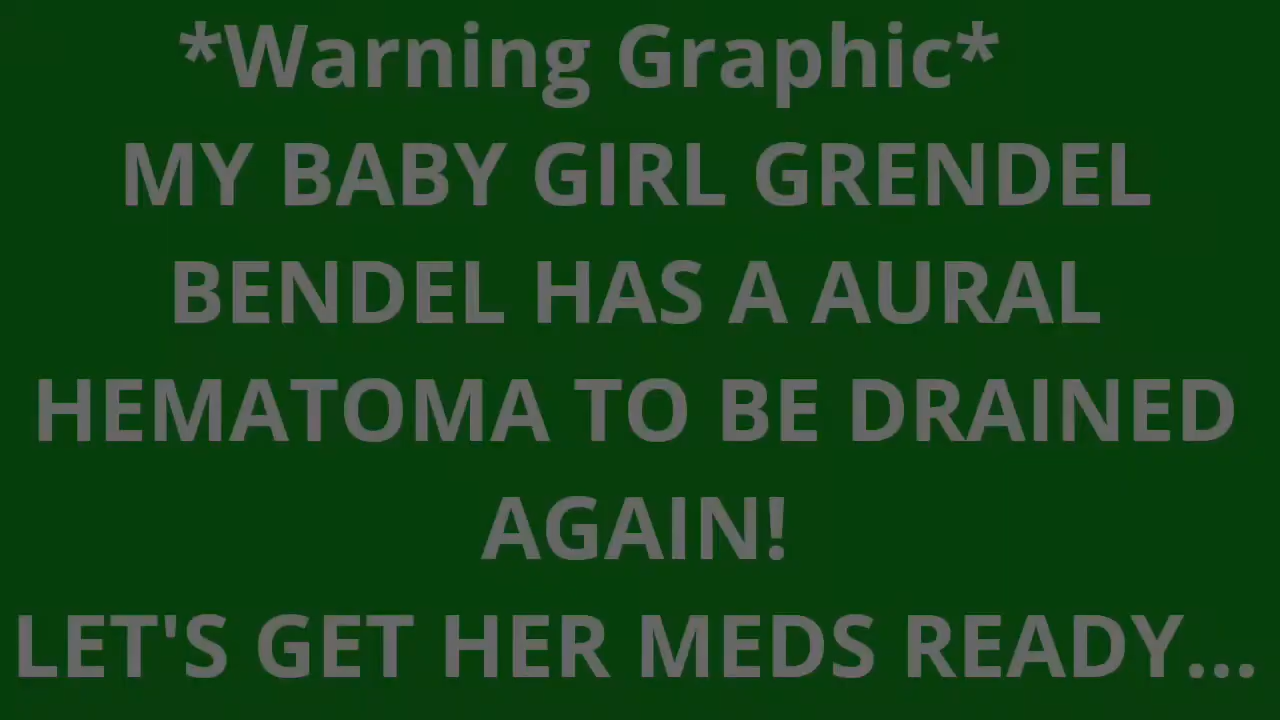 *Warning Graphic*
MY BABY GIRL GRENDEL
BENDEL HAS A AURAL
HEMATOMA TO BE DRAINED
AGAIN!
LET'S GET HER MEDS READY...